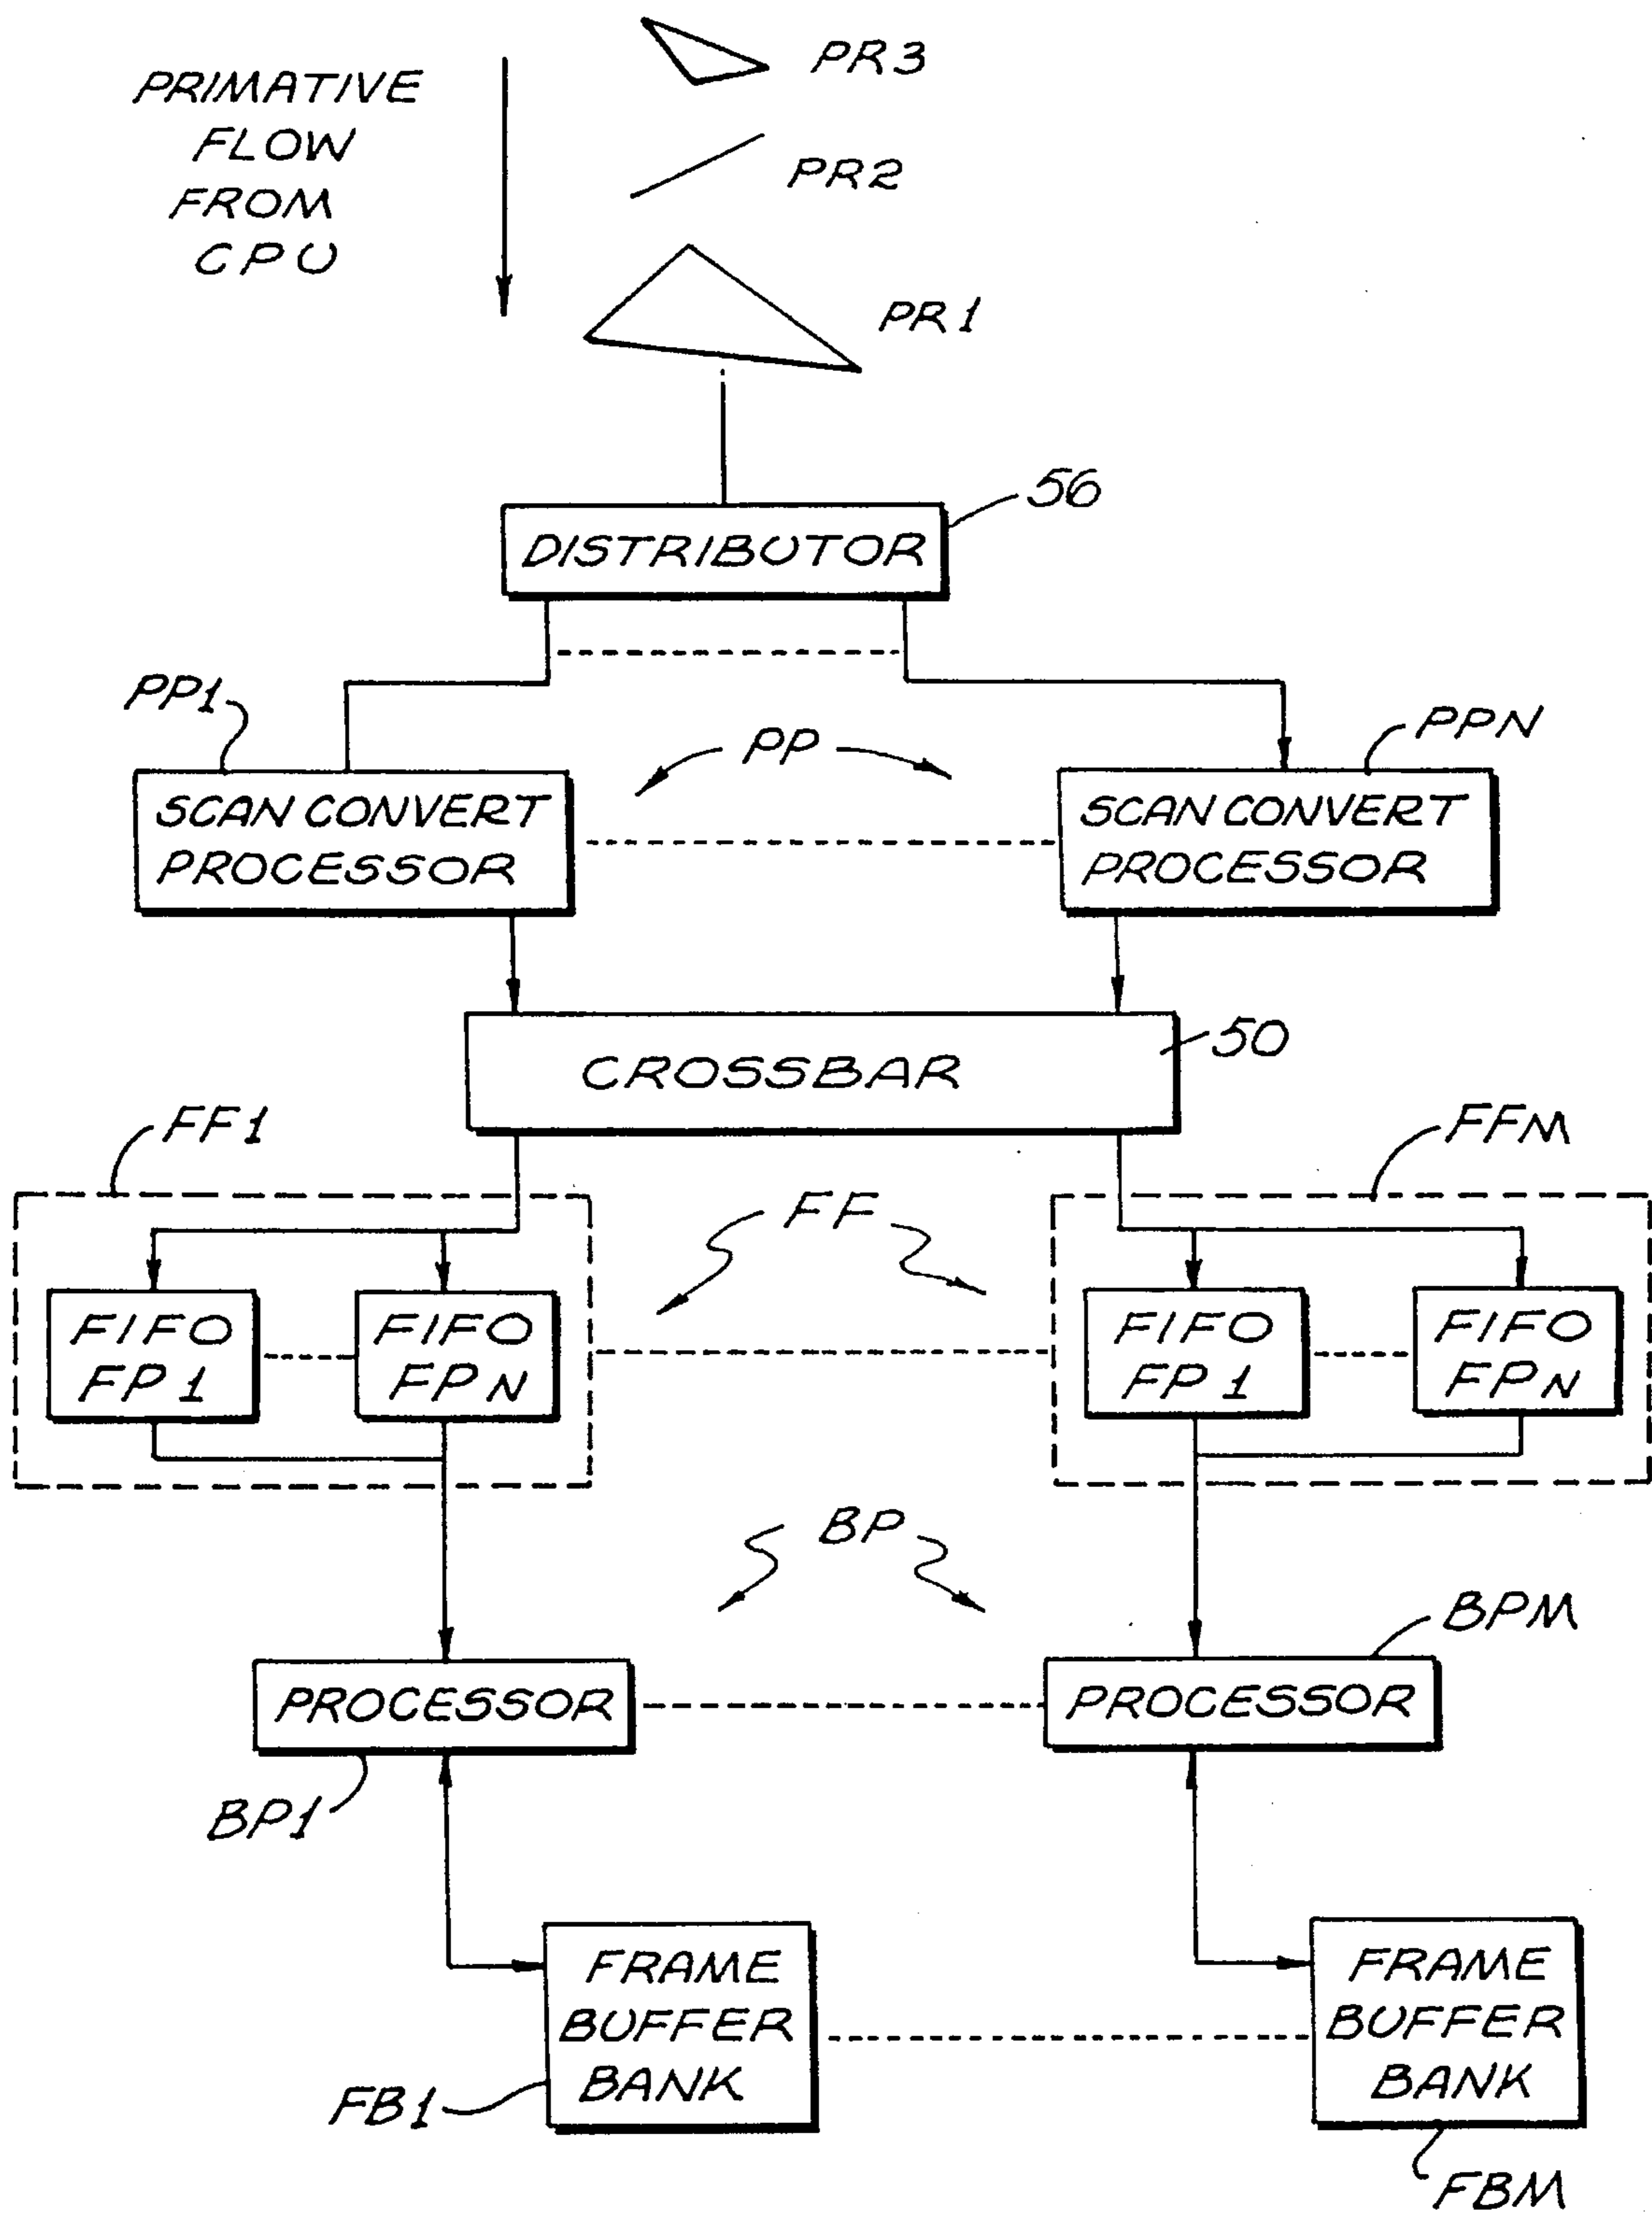 PR3
PRIMATIVE
FLOW
FROM
CPU
PR2
PR1
56
DISTRIBUTOR
PP1
PP
PPN
SCAN CONVERT
PROCESSOR
SCAN CONVERT
PROCESSOR
50
CROSSBAR
FF1
FFM
FF
FIFO
FP1
FIFO
FPN
FIFO
FP1
FIFO
FPN
BP
BPM
PROCESSOR
PROCESSOR
BP1
FRAME
BUFFER
BANK
FRAME
BUFFER
BANK
FB1
FBM